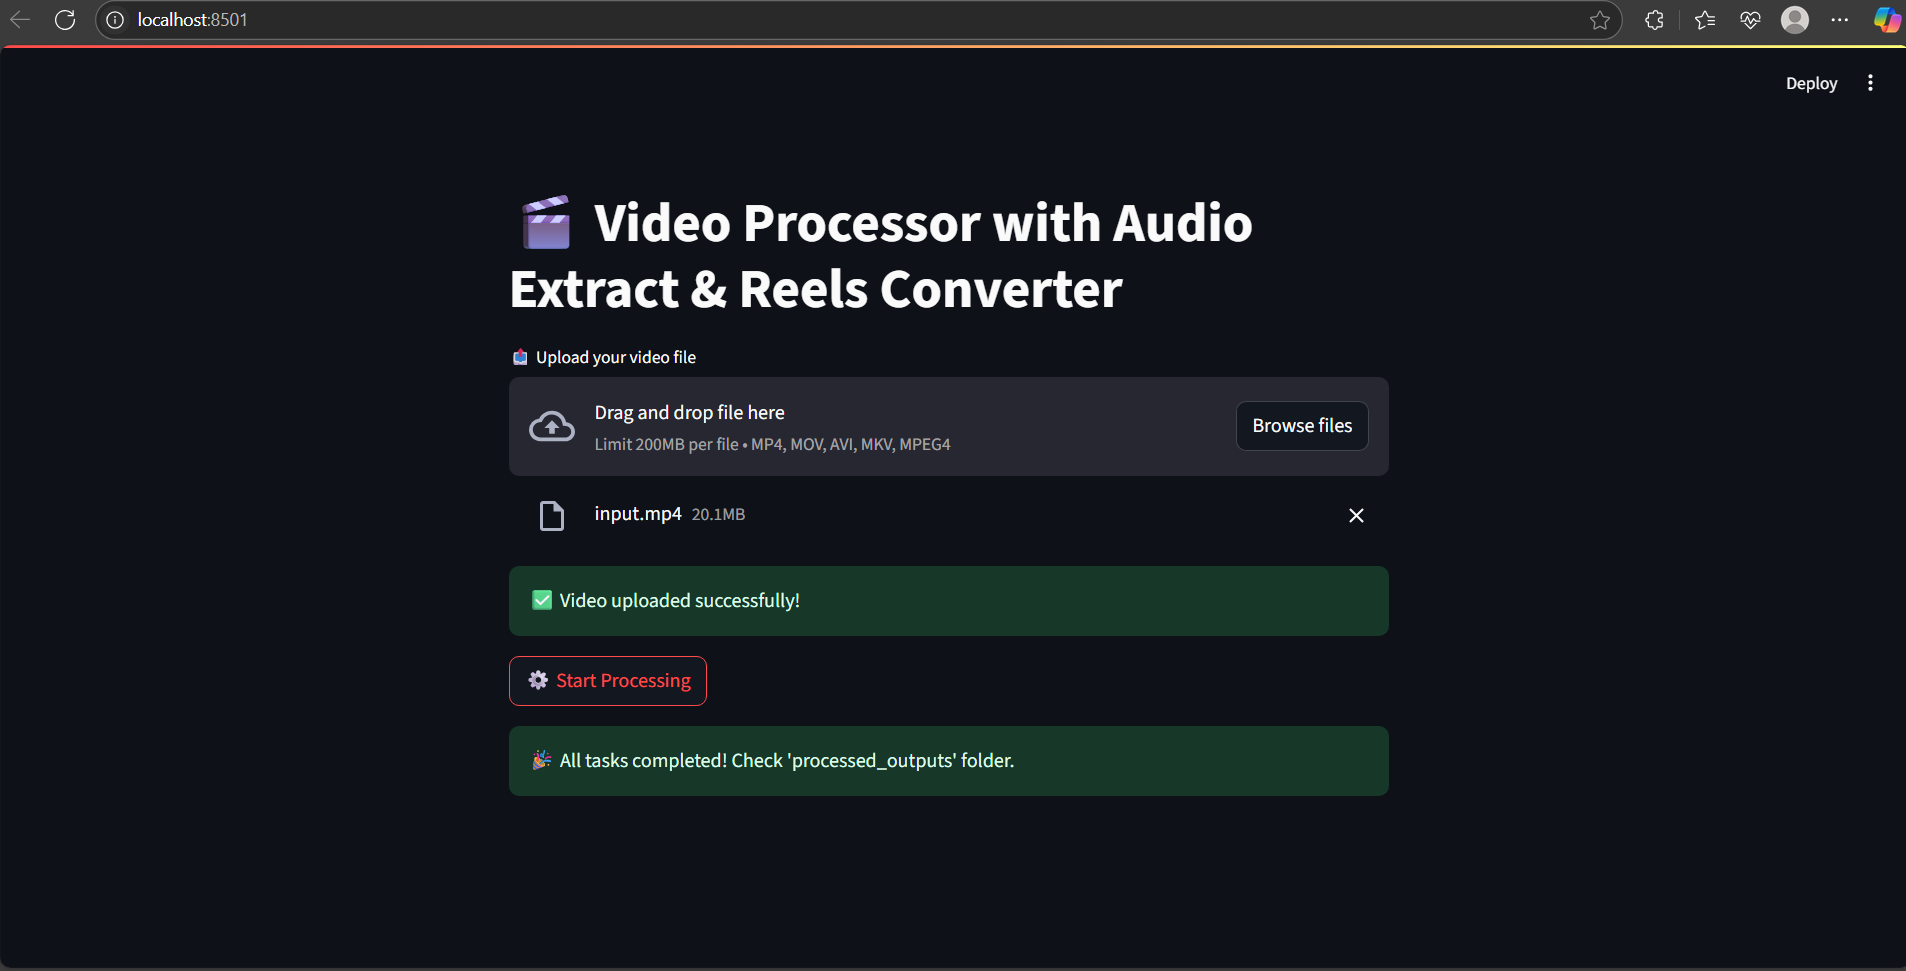 localhost:8501
Deploy
Video Processor with Audio
Extract & Reels Converter
Upload your video file
Drag and drop file here
Limit 200MB per file • MP4, MOV, AVI, MKV, MPEG4
Browse files
input.mp4 20.1MB
Video uploaded successfully!
Start Processing
All tasks completed! Check 'processed_outputs' folder.